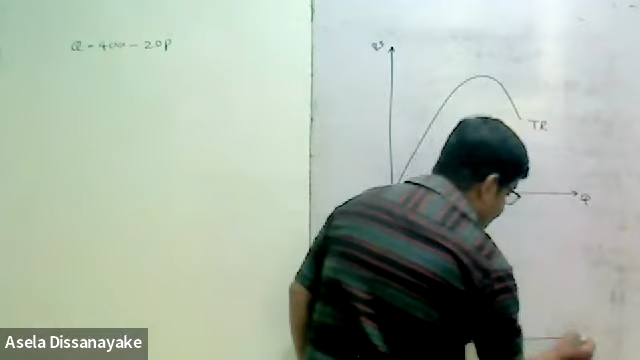 Q = 400 - 20P
TR
Q
Asela Dissanayake